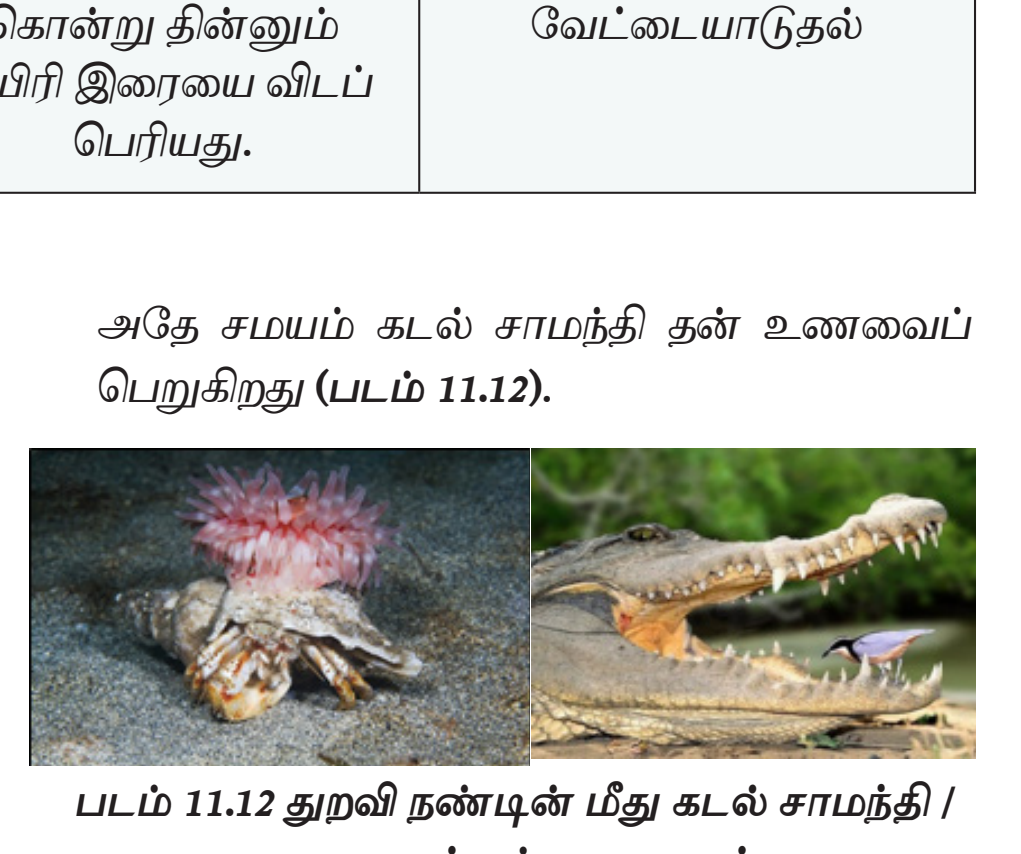 தின்னும்
வேட்டையாடுதல்
இரையை விடப்
பெரியது.
அதே சமயம் கடல் சாமந்தி தன் உணவைப்
பெறுகிறது (படம் 11.12).
படம் 11.12 துறவி நண்டின் மீது கடல் சாமந்தி /